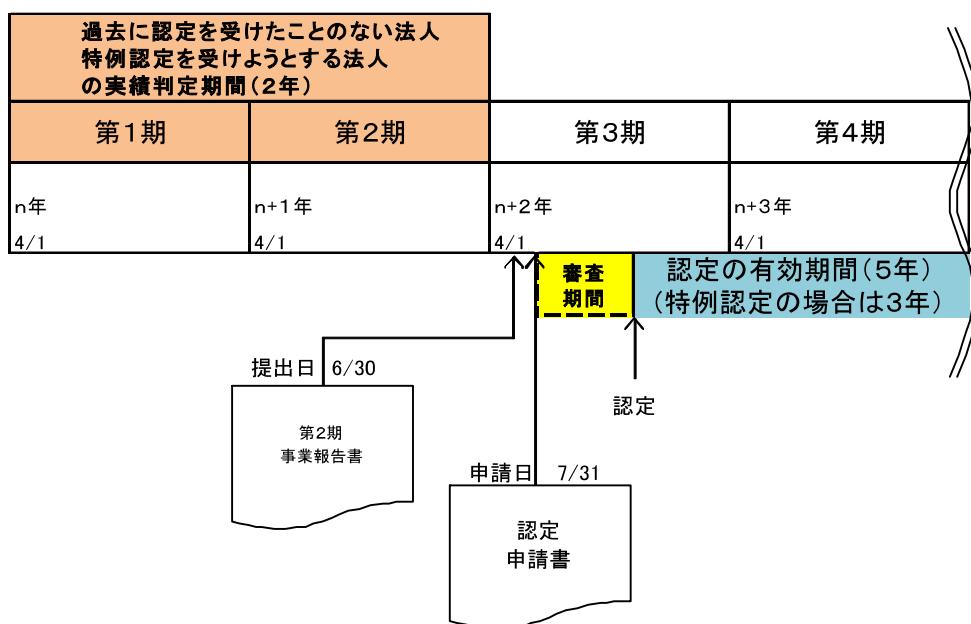 過去に認定を受けたことのない法人
特例認定を受けようとする法人
の実績判定期間(2年)
第1期
第2期
第3期
第4期
n年
4/1
n+1年
4/1
n+2年
4/1
n+3年
4/1
審査
期間
認定の有効期間(5年)
(特例認定の場合は3年)
提出日 6/30
認定
第2期
事業報告書
申請日 7/31
認定
申請書